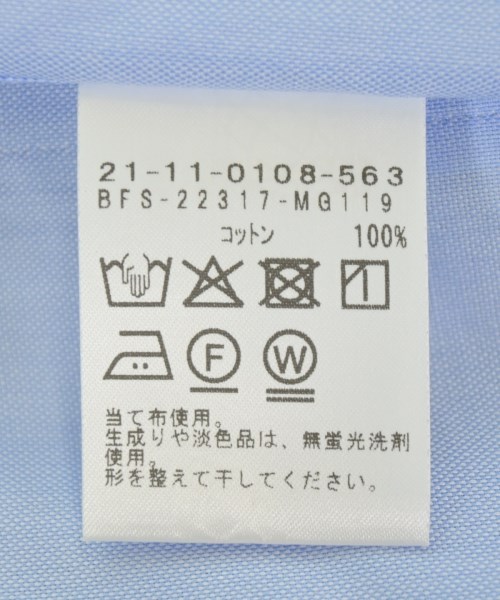 21-11-0108-563
BFS-22317-MG119
コットン 100%
F W
当て布使用。
生成りや淡色品は、無蛍光洗剤
使用。
形を整えて干してください。